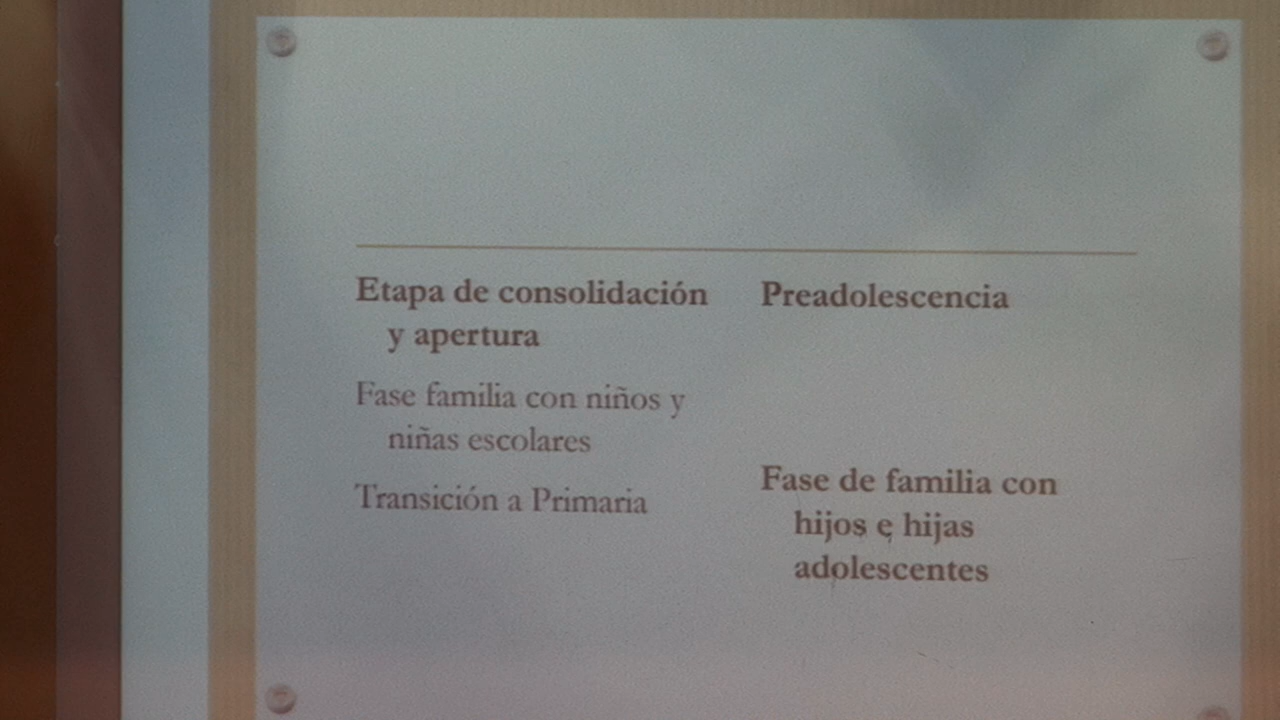 Etapa de consolidación
y apertura
Fase familia con niños y
niñas escolares
Transición a Primaria
Preadolescencia
Fase de familia con
hijos e hijas
adolescentes